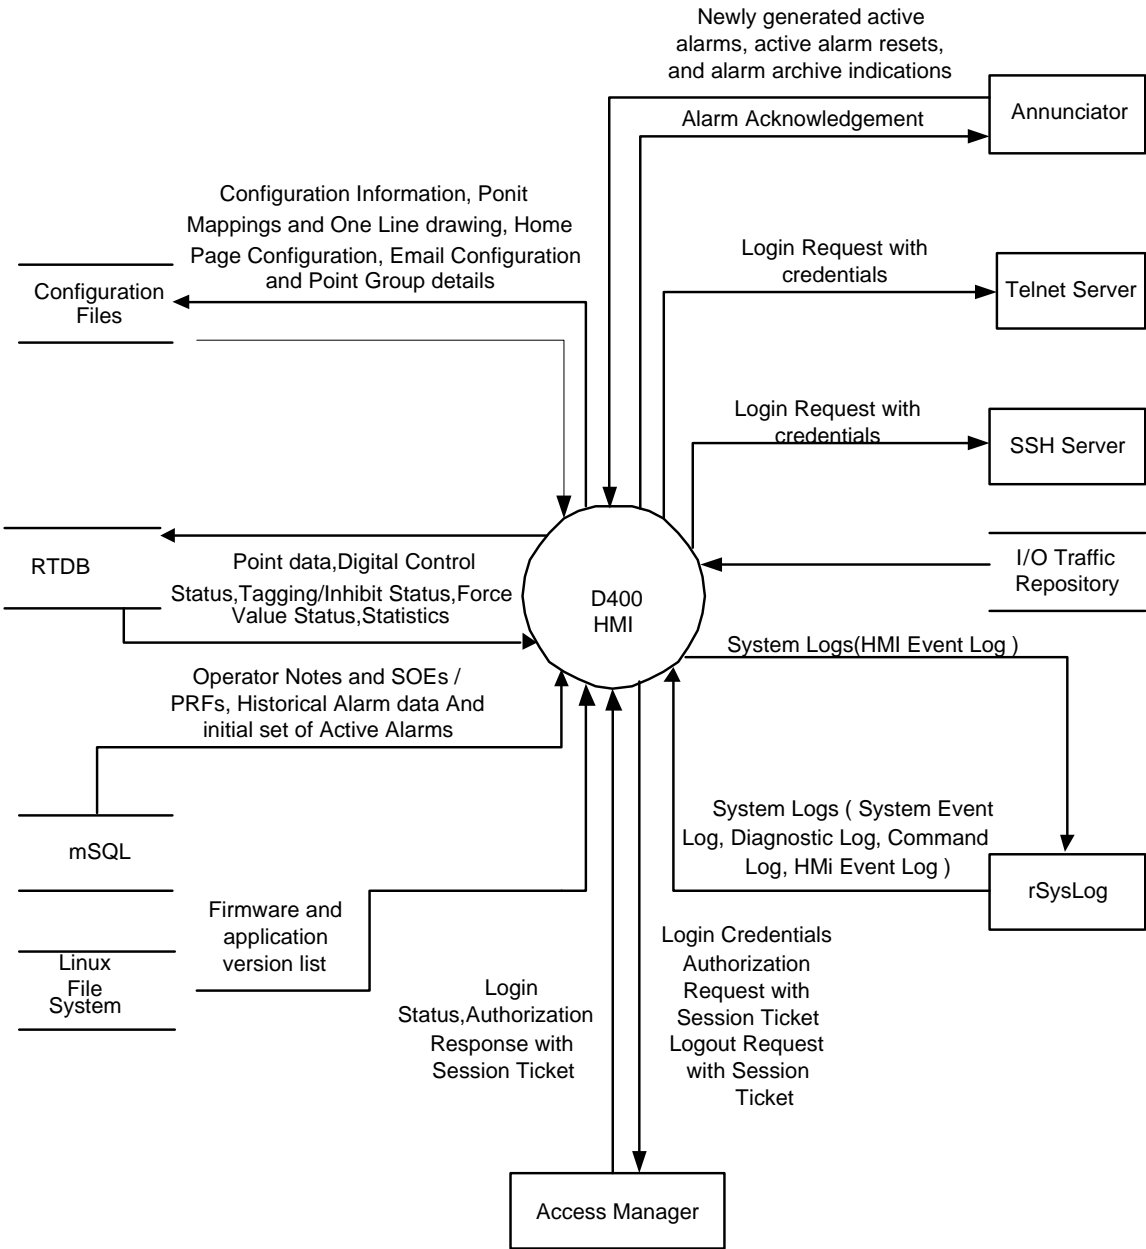 Newly generated active
alarms, active alarm resets,
and alarm archive indications
Annunciator
Alarm Acknowledgement
Configuration Information, Ponit
Mappings and One Line drawing, Home
Page Configuration, Email Configuration
and Point Group details
Configuration
Files
Login Request with
credentials
Telnet Server
Login Request with
credentials
SSH Server
RTDB
Point data,Digital Control
Status,Tagging/Inhibit Status,Force
Value Status,Statistics
D400
HMI
I/O Traffic
Repository
System Logs(HMI Event Log )
Operator Notes and SOEs /
PRFs, Historical Alarm data And
initial set of Active Alarms
mSQL
System Logs ( System Event
Log, Diagnostic Log, Command
Log, HMi Event Log )
rSysLog
Firmware and
application
version list
Linux
File
System
Login
Status,Authorization
Response with
Session Ticket
Login Credentials
Authorization
Request with
Session Ticket
Logout Request
with Session
Ticket
Access Manager